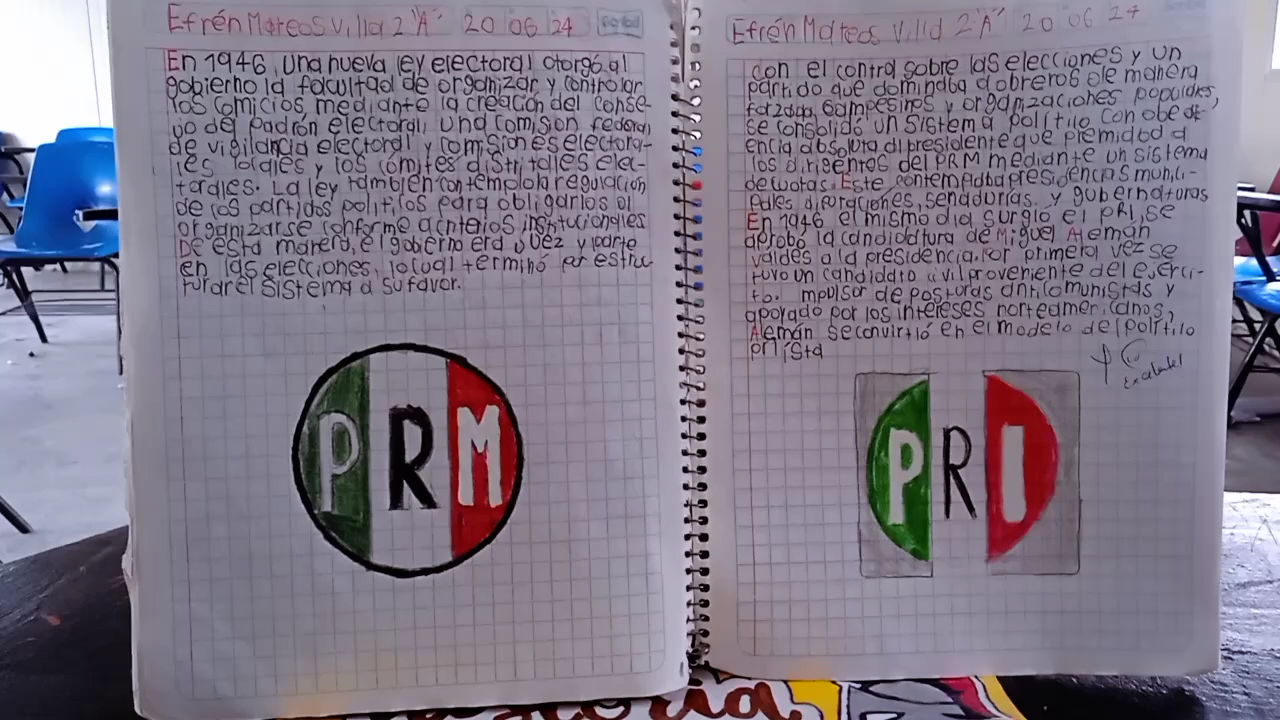 Efrén Mateos Villa 2 "A" 20 06 24
En 1946, una nueva ley electoral otorgó al
gobierno la facultad de organizar y controlar
los comicios, mediante la creación del Conse-
jo del Padrón electoral, una comisión federal
de vigilancia electoral y comisiones electora-
les locales y los comités distritales elec-
torales. La ley también contempló la regulación
de los partidos políticos para obligarlos a
organizarse conforme a criterios institucionales
De esta manera, el gobierno era juez y parte
en las elecciones, lo cual terminó por estruc
turar el sistema a su favor.
PRM
Efrén Mateos Villa 2 "A" 20 06 24
con el control sobre las elecciones y un
partido que dominaba a obreros de manera
forzada campesinos y organizaciones populares,
se consolidó un sistema político con obedi
encia absoluta al presidente que premiaba a
los dirigentes del PRM mediante un sistema
de cuotas. Este contemplaba presidencias munici-
pales, diputaciones, senadurías, y gubernaturas
En 1946 el mismo día surgió el PRI, se
aprobó la candidatura de Miguel Alemán
valdés a la presidencia. Por primera vez se
tuvo un candidato civil proveniente del ejerci-
to. Impulsor de posturas anticomunistas y
apoyado por los intereses norteamericanos,
Alemán se convirtió en el modelo del político
priísta
PRI